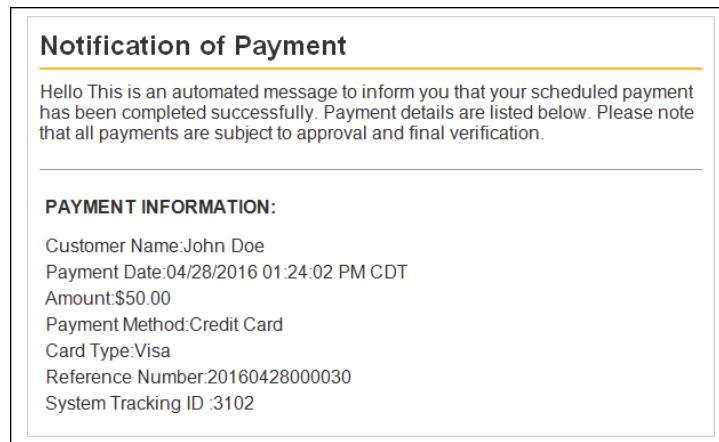 Notification of Payment
Hello This is an automated message to inform you that your scheduled payment
has been completed successfully. Payment details are listed below. Please note
that all payments are subject to approval and final verification.
PAYMENT INFORMATION:
Customer Name:John Doe
Payment Date:04/28/2016 01:24:02 PM CDT
Amount:$50.00
Payment Method:Credit Card
Card Type:Visa
Reference Number:20160428000030
System Tracking ID :3102